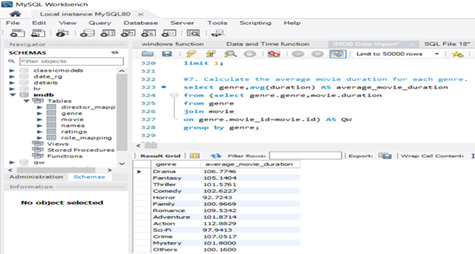 MySQL Workbench
Local instance MySQL80 ×
File Edit View Query Database Server Tools Scripting Help
Navigator
SCHEMAS
Filter objects
classicmodels
date_rg
details
hr
imdb
Tables
director_mapp
genre
movie
names
ratings
role_mapping
Views
Stored Procedures
Functions
qw
Administration Schemas
Information
No object selected
windows function Data and Time function IMDB Data Import* × SQL File 18*
Limit to 50000 rows
320 limit 1;
321
322 #7. Calculate the average movie duration for each genre.
323 select genre,avg(duration) AS average_movie_duration
324 from (select genre.genre,movie.duration
325 from genre
326 join movie
327 on genre.movie_id=movie.id) AS QW
328 group by genre;
329
Result Grid Filter Rows: Export: Wrap Cell Content:
genre average_movie_duration
Drama 106.7746
Fantasy 105.1404
Thriller 101.5761
Comedy 102.6227
Horror 92.7243
Family 100.9669
Romance 109.5342
Adventure 101.8714
Action 112.8829
Sci-Fi 97.9413
Crime 107.0517
Mystery 101.8000
Others 100.1600